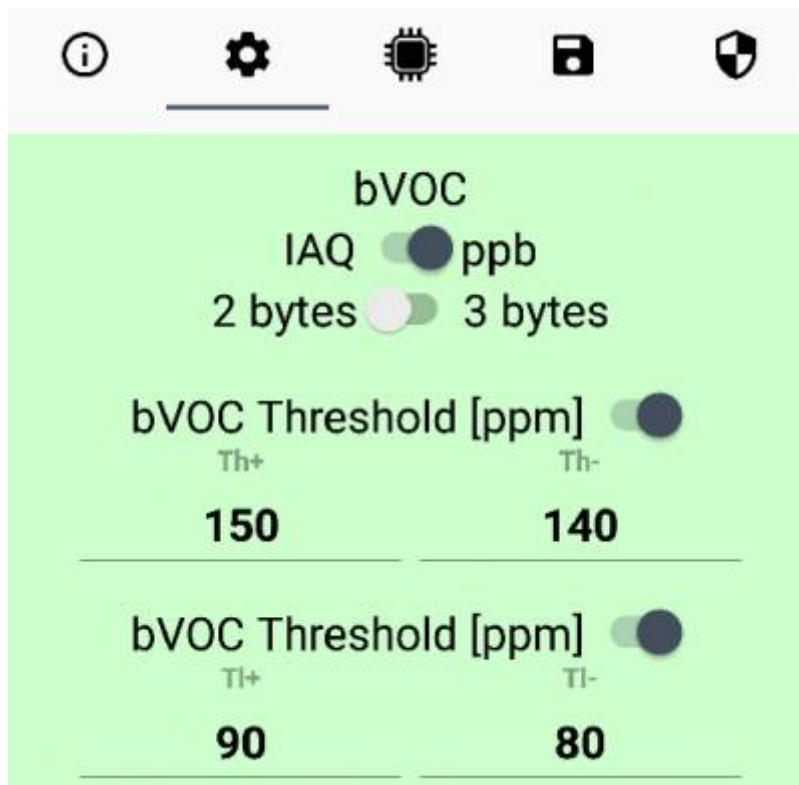 bVOC
IAQ ppb
2 bytes 3 bytes
bVOC Threshold [ppm]
Th+ Th-
150 140
bVOC Threshold [ppm]
Tl+ Tl-
90 80